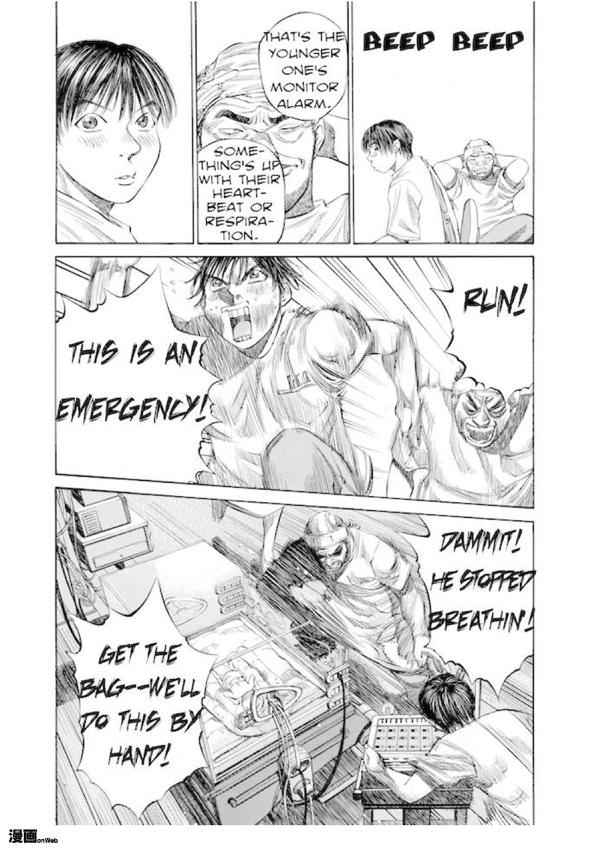 BEEP BEEP
THAT'S THE
YOUNGER
ONE'S
MONITOR
ALARM.
SOME-
THING'S UP
WITH THEIR
HEART-
BEAT OR
RESPIRA-
TION.
RUN!
THIS IS AN
EMERGENCY!
DAMMIT!
HE STOPPED
BREATHIN'!
GET THE
BAG--WE'LL
DO THIS BY
HAND!
漫画onWeb